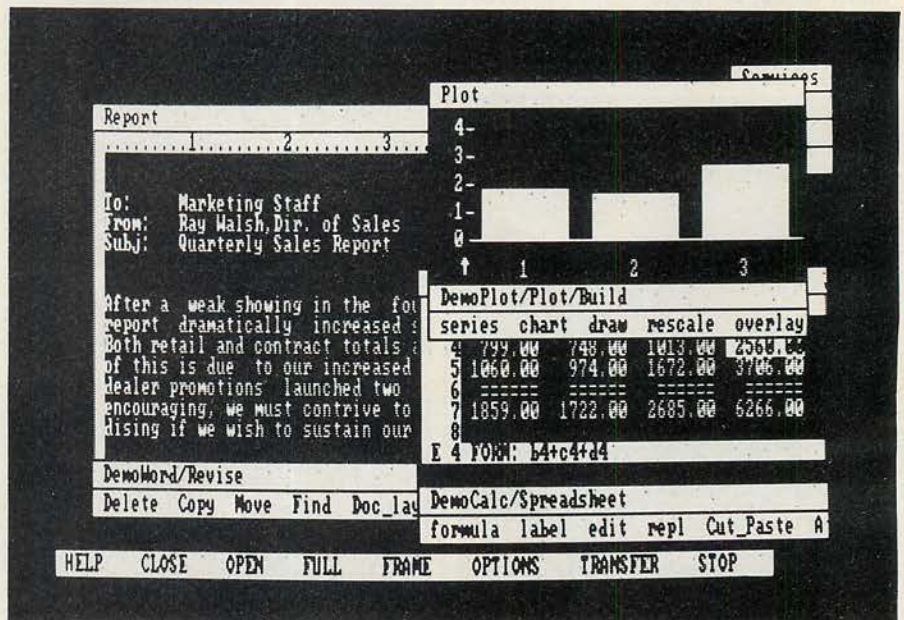 Services
Plot
4-
3-
2-
1-
0
1 2 3
Report
1 2 3
To: Marketing Staff
From: Ray Walsh,Dir. of Sales
Subj: Quarterly Sales Report
After a weak showing in the fou
report dramatically increased s
Both retail and contract totals a
of this is due to our increased
dealer promotions launched two
encouraging, we must contrive to
dising if we wish to sustain our
DemoWord/Revise
Delete Copy Move Find Doc_lay
DemoPlot/Plot/Build
series chart draw rescale overlay
4 799.00 748.00 1013.00 2560.00
5 1060.00 974.00 1672.00 3706.00
6 ====== ====== ====== ======
7 1859.00 1722.00 2685.00 6266.00
8
E 4 FORM: b4+c4+d4
DemoCalc/Spreadsheet
formula label edit repl Cut_Paste A
HELP CLOSE OPEN FULL FRAME OPTIONS TRANSFER STOP